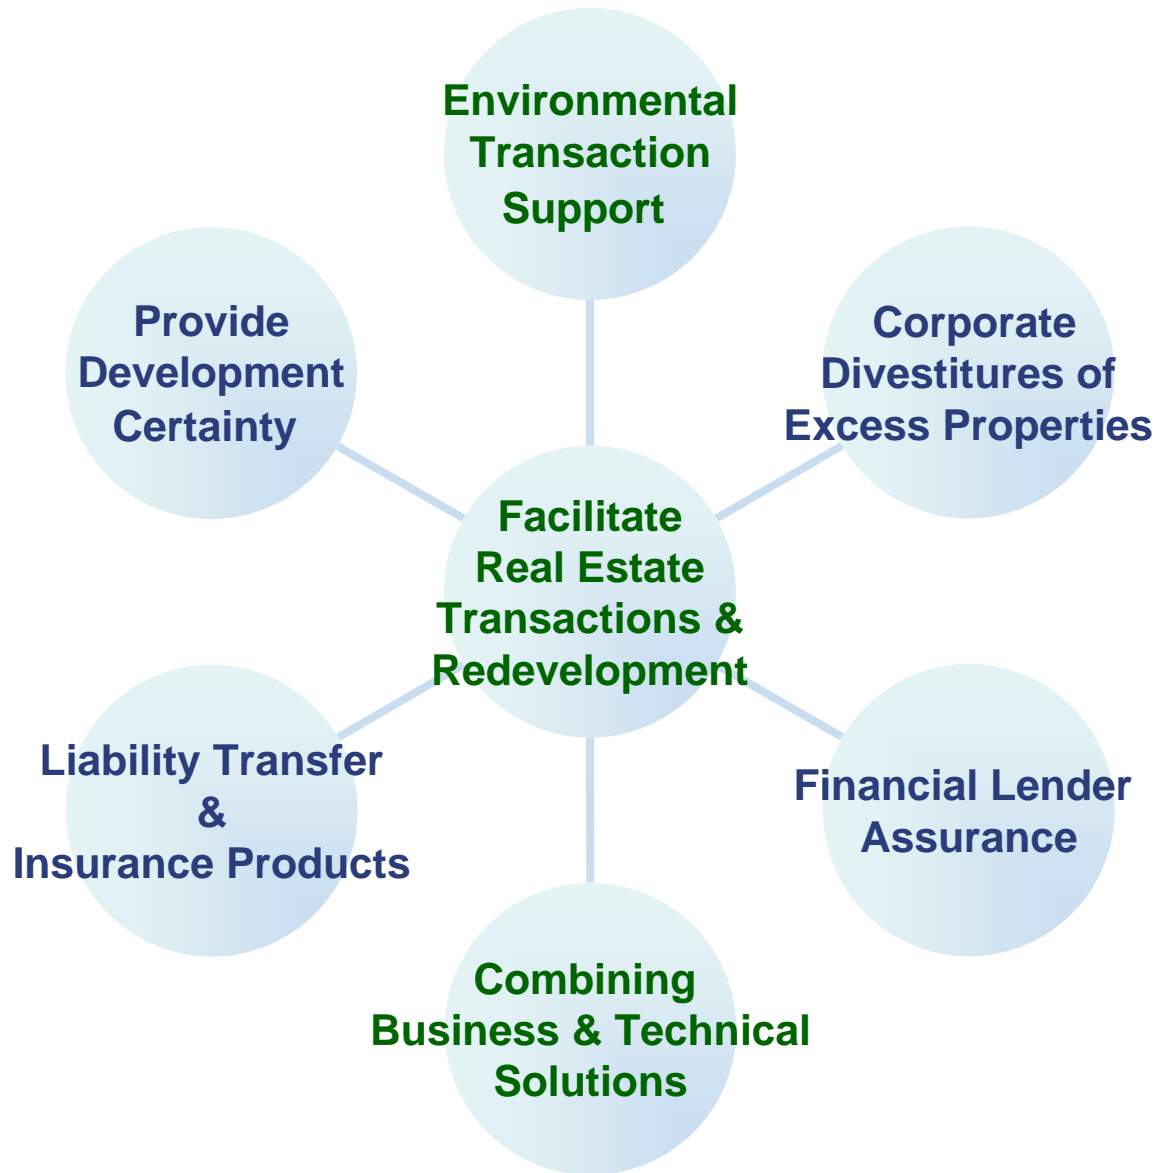 Environmental
Transaction
Support
Provide
Development
Certainty
Corporate
Divestitures of
Excess Properties
Facilitate
Real Estate
Transactions &
Redevelopment
Liability Transfer
&
Insurance Products
Financial Lender
Assurance
Combining
Business & Technical
Solutions